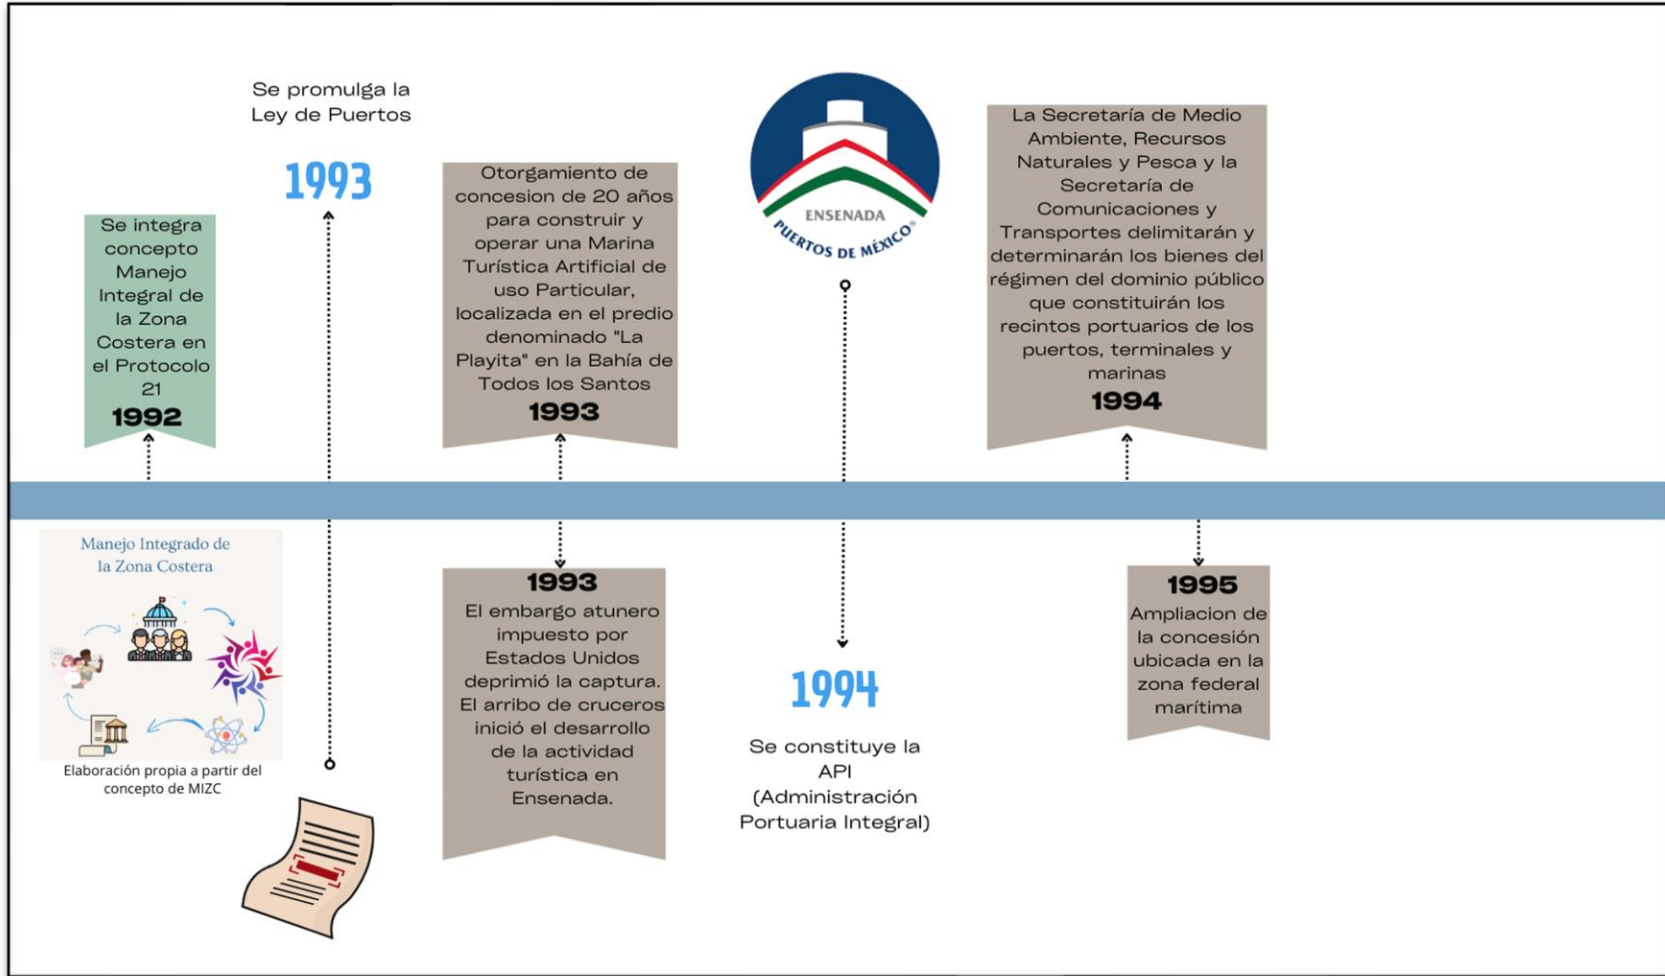 Se promulga la
Ley de Puertos
1993
Se integra
concepto
Manejo
Integral de
la Zona
Costera en
el Protocolo
21
1992
Otorgamiento de
concesion de 20 años
para construir y
operar una Marina
Turística Artificial de
uso Particular,
localizada en el predio
denominado "La
Playita" en la Bahía de
Todos los Santos
1993
ENSENADA
PUERTOS DE MÉXICO®
La Secretaría de Medio
Ambiente, Recursos
Naturales y Pesca y la
Secretaría de
Comunicaciones y
Transportes delimitarán y
determinarán los bienes del
régimen del dominio público
que constituirán los
recintos portuarios de los
puertos, terminales y
marinas
1994
Manejo Integrado de
la Zona Costera
Elaboración propia a partir del
concepto de MIZC
1993
El embargo atunero
impuesto por
Estados Unidos
deprimió la captura.
El arribo de cruceros
inició el desarrollo
de la actividad
turística en
Ensenada.
1994
Se constituye la
API
(Administración
Portuaria Integral)
1995
Ampliacion de
la concesión
ubicada en la
zona federal
marítima